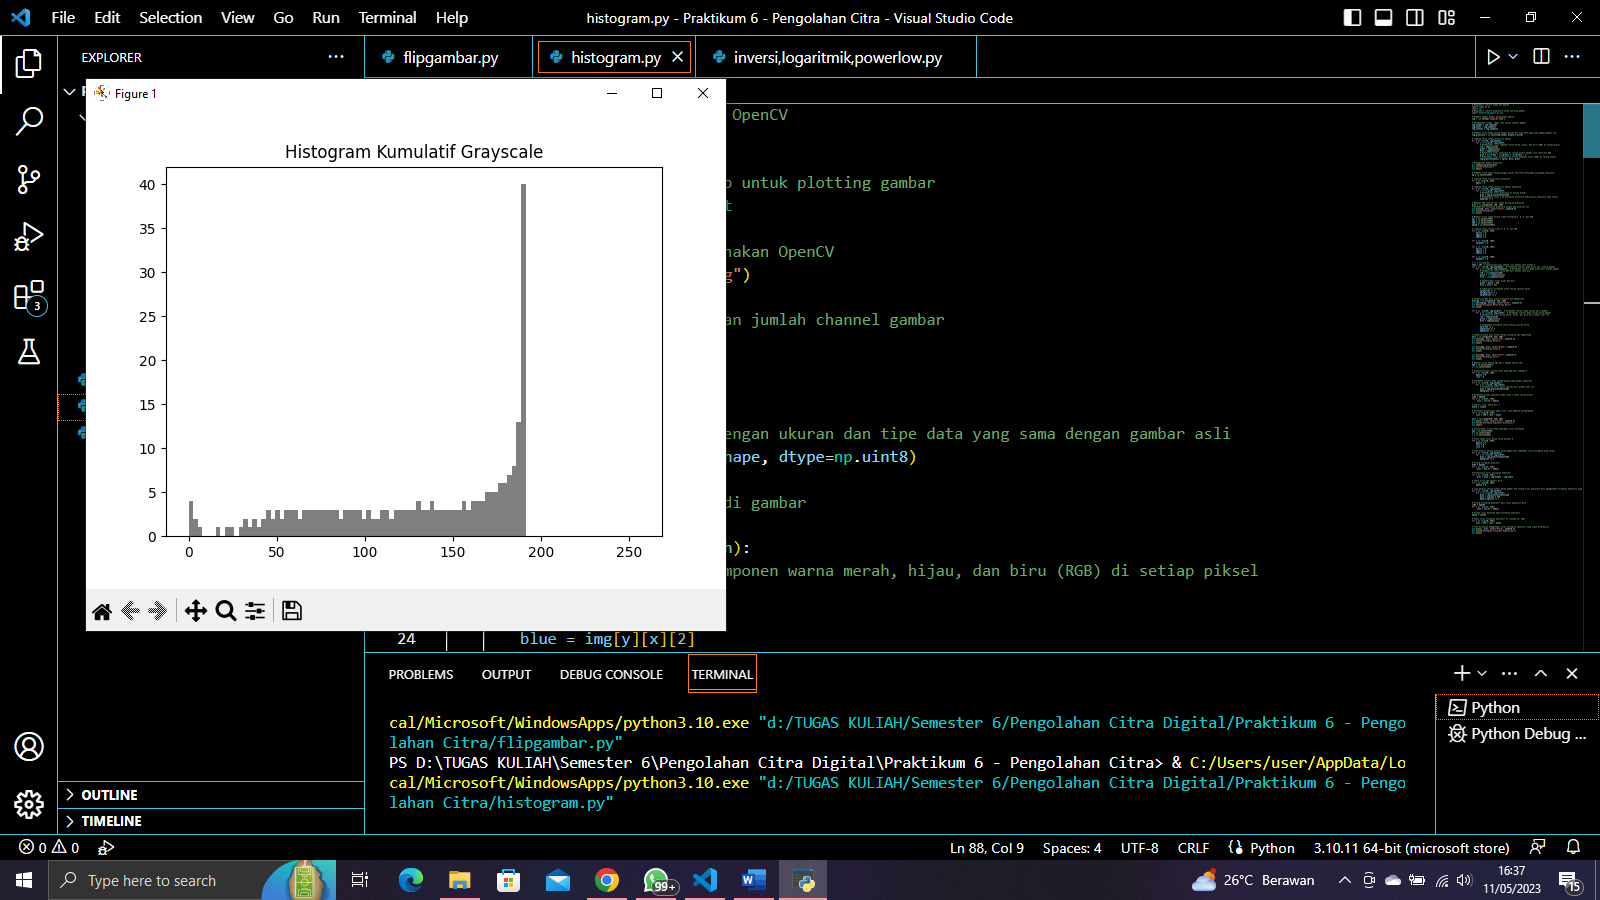 File Edit Selection View Go Run Terminal Help
histogram.py - Praktikum 6 - Pengolahan Citra - Visual Studio Code
EXPLORER
flipgambar.py
histogram.py
inversi,logaritmik,powerlow.py
Figure 1
Histogram Kumulatif Grayscale
40
35
30
25
20
15
10
5
0
0 50 100 150 200 250
OpenCV
untuk plotting gambar
t
nakan OpenCV
g")
an jumlah channel gambar
engan ukuran dan tipe data yang sama dengan gambar asli
hape, dtype=np.uint8)
di gambar
):
mponen warna merah, hijau, dan biru (RGB) di setiap piksel
24 blue = img[y][x][2]
3
PROBLEMS OUTPUT DEBUG CONSOLE TERMINAL
cal/Microsoft/WindowsApps/python3.10.exe "d:/TUGAS KULIAH/Semester 6/Pengolahan Citra Digital/Praktikum 6 - Pengo
lahan Citra/flipgambar.py"
PS D:\TUGAS KULIAH\Semester 6\Pengolahan Citra Digital\Praktikum 6 - Pengolahan Citra> & C:/Users/user/AppData/Lo
cal/Microsoft/WindowsApps/python3.10.exe "d:/TUGAS KULIAH/Semester 6/Pengolahan Citra Digital/Praktikum 6 - Pengo
lahan Citra/histogram.py"
Python
Python Debug ...
OUTLINE
TIMELINE
0 0
Ln 88, Col 9 Spaces: 4 UTF-8 CRLF Python 3.10.11 64-bit (microsoft store)
Type here to search
99+
26°C Berawan
16:37
11/05/2023
15